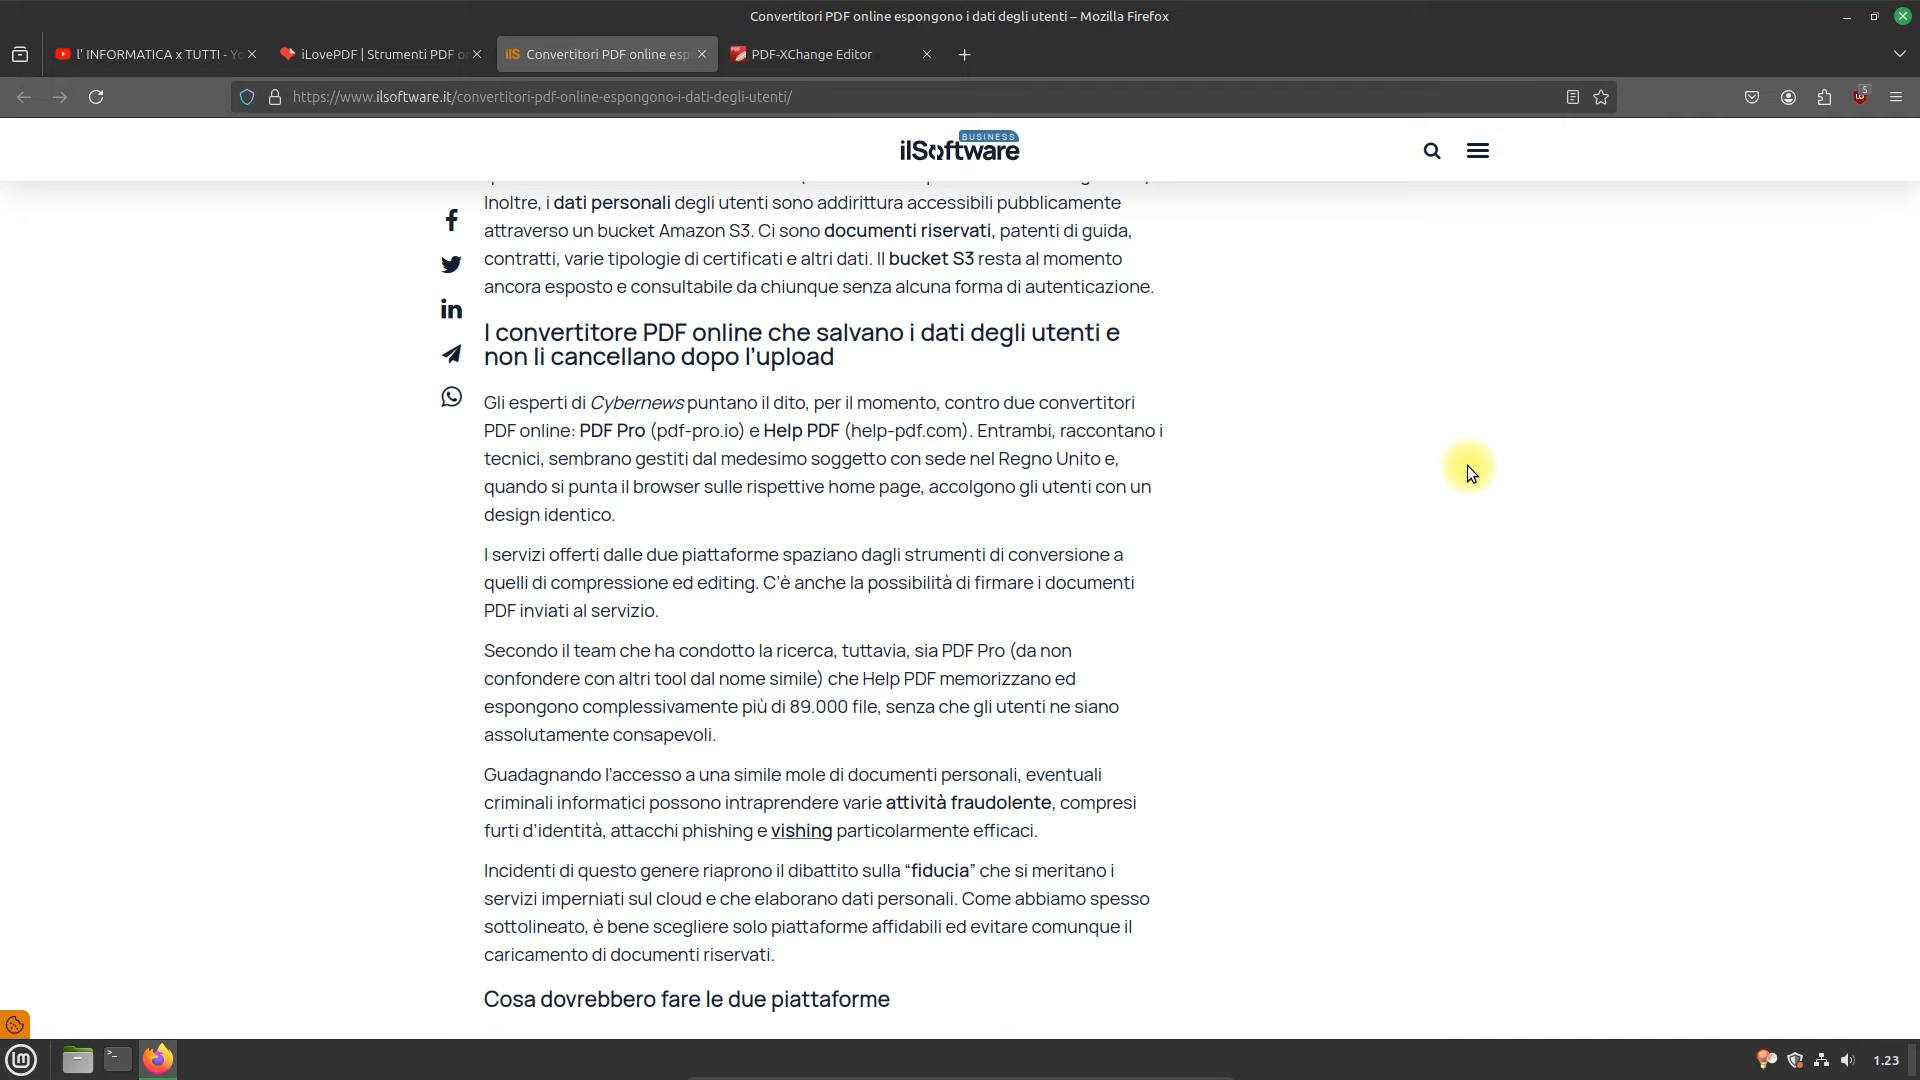 Convertitori PDF online espongono i dati degli utenti – Mozilla Firefox
l' INFORMATICA x TUTTI - Yo
iLovePDF | Strumenti PDF o
Convertitori PDF online esp
PDF-XChange Editor
https://www.ilsoftware.it/convertitori-pdf-online-espongono-i-dati-degli-utenti/
5
BUSINESS
ilSoftware
Inoltre, i dati personali degli utenti sono addirittura accessibili pubblicamente
attraverso un bucket Amazon S3. Ci sono documenti riservati, patenti di guida,
contratti, varie tipologie di certificati e altri dati. Il bucket S3 resta al momento
ancora esposto e consultabile da chiunque senza alcuna forma di autenticazione.
I convertitore PDF online che salvano i dati degli utenti e
non li cancellano dopo l’upload
Gli esperti di Cybernews puntano il dito, per il momento, contro due convertitori
PDF online: PDF Pro (pdf-pro.io) e Help PDF (help-pdf.com). Entrambi, raccontano i
tecnici, sembrano gestiti dal medesimo soggetto con sede nel Regno Unito e,
quando si punta il browser sulle rispettive home page, accolgono gli utenti con un
design identico.
I servizi offerti dalle due piattaforme spaziano dagli strumenti di conversione a
quelli di compressione ed editing. C’è anche la possibilità di firmare i documenti
PDF inviati al servizio.
Secondo il team che ha condotto la ricerca, tuttavia, sia PDF Pro (da non
confondere con altri tool dal nome simile) che Help PDF memorizzano ed
espongono complessivamente più di 89.000 file, senza che gli utenti ne siano
assolutamente consapevoli.
Guadagnando l’accesso a una simile mole di documenti personali, eventuali
criminali informatici possono intraprendere varie attività fraudolente, compresi
furti d’identità, attacchi phishing e vishing particolarmente efficaci.
Incidenti di questo genere riaprono il dibattito sulla “fiducia” che si meritano i
servizi imperniati sul cloud e che elaborano dati personali. Come abbiamo spesso
sottolineato, è bene scegliere solo piattaforme affidabili ed evitare comunque il
caricamento di documenti riservati.
Cosa dovrebbero fare le due piattaforme
1.23